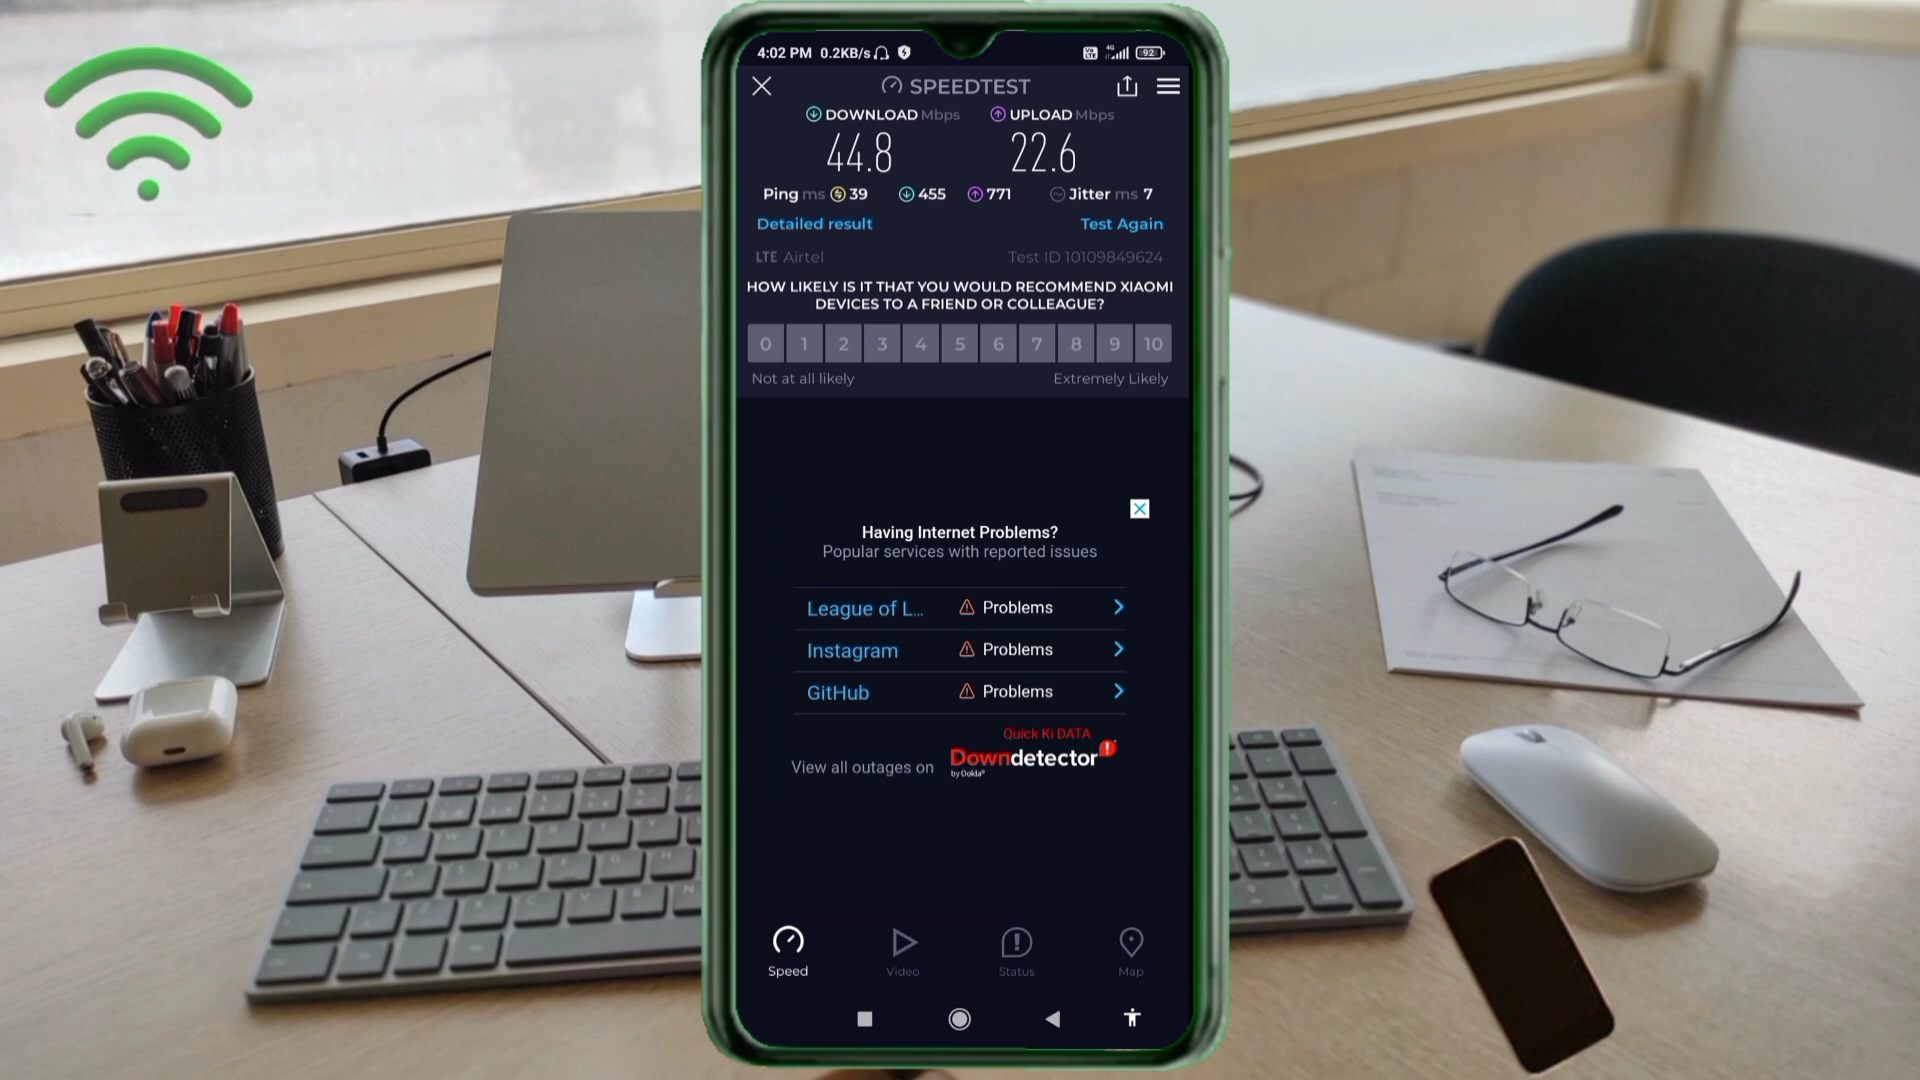 4:02 PM 0.2KB/s Vo LTE 4G 92
SPEEDTEST
DOWNLOAD Mbps UPLOAD Mbps
44.8 22.6
Ping ms 39 455 771 Jitter ms 7
Detailed result Test Again
LTE Airtel Test ID 10109849624
HOW LIKELY IS IT THAT YOU WOULD RECOMMEND XIAOMI
DEVICES TO A FRIEND OR COLLEAGUE?
0 1 2 3 4 5 6 7 8 9 10
Not at all likely Extremely Likely
Having Internet Problems?
Popular services with reported issues
League of L... Problems
Instagram Problems
GitHub Problems
Quick Ki DATA
View all outages on Downdetector
by Ookla®
Speed Video Status Map